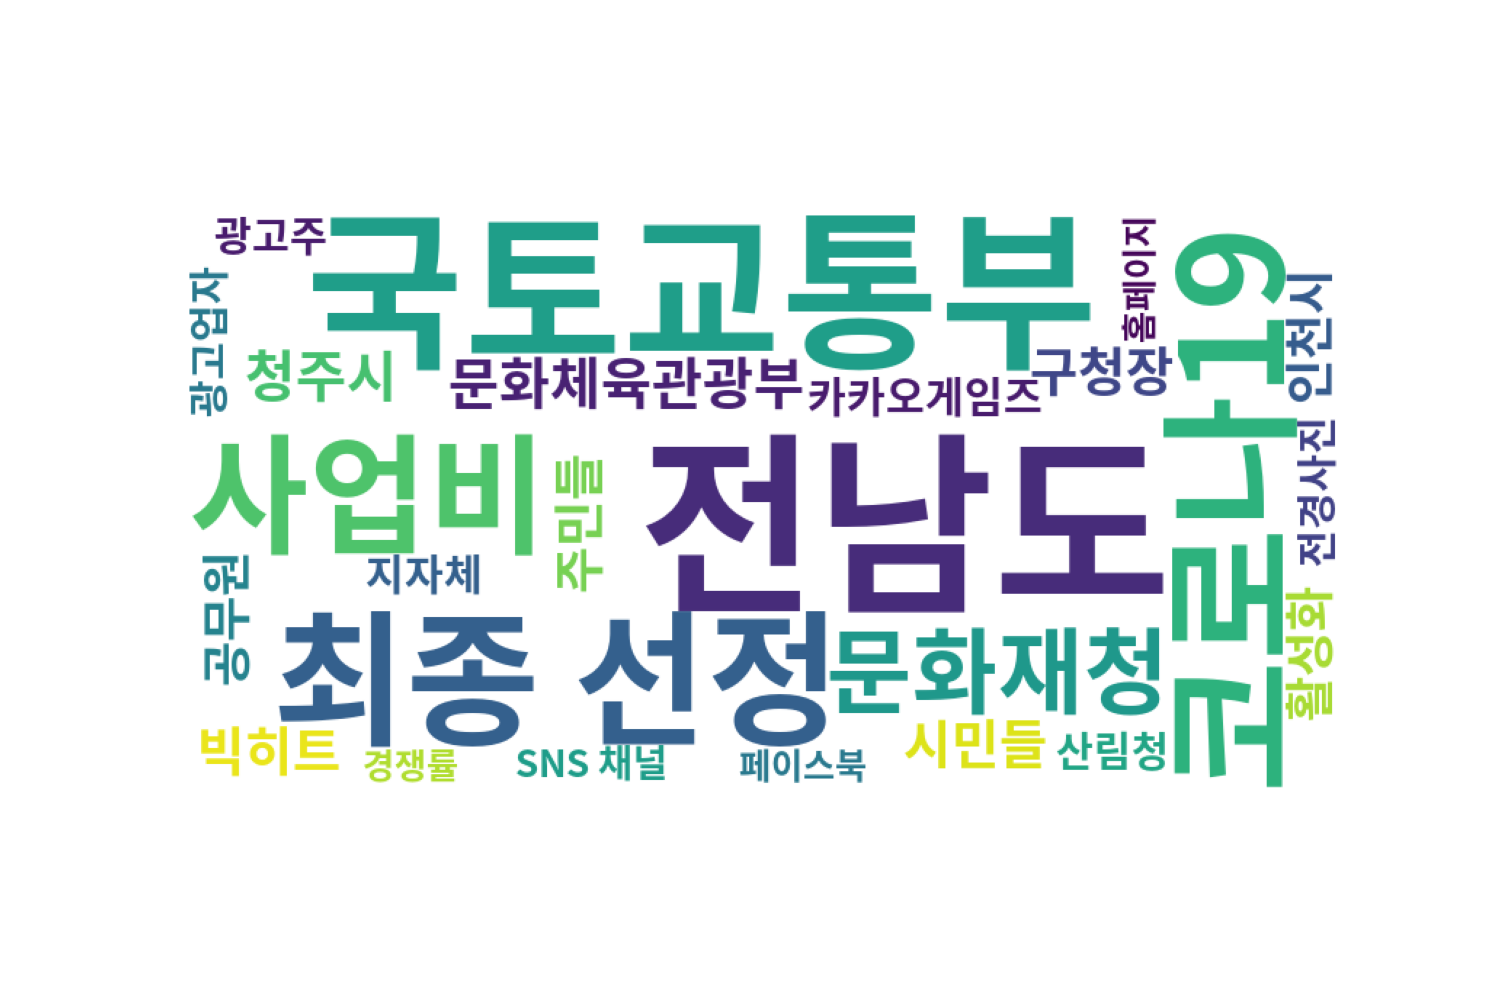 광고주
국토교통부
홈페이지
코로나19
인천시
광고업자
청주시
문화체육관광부
카카오게임즈
구청장
사업비
주민들
전남도
전경사진
공무원
지자체
최종 선정
문화재청
활성화
빅히트
경쟁률
SNS 채널
페이스북
시민들
산림청